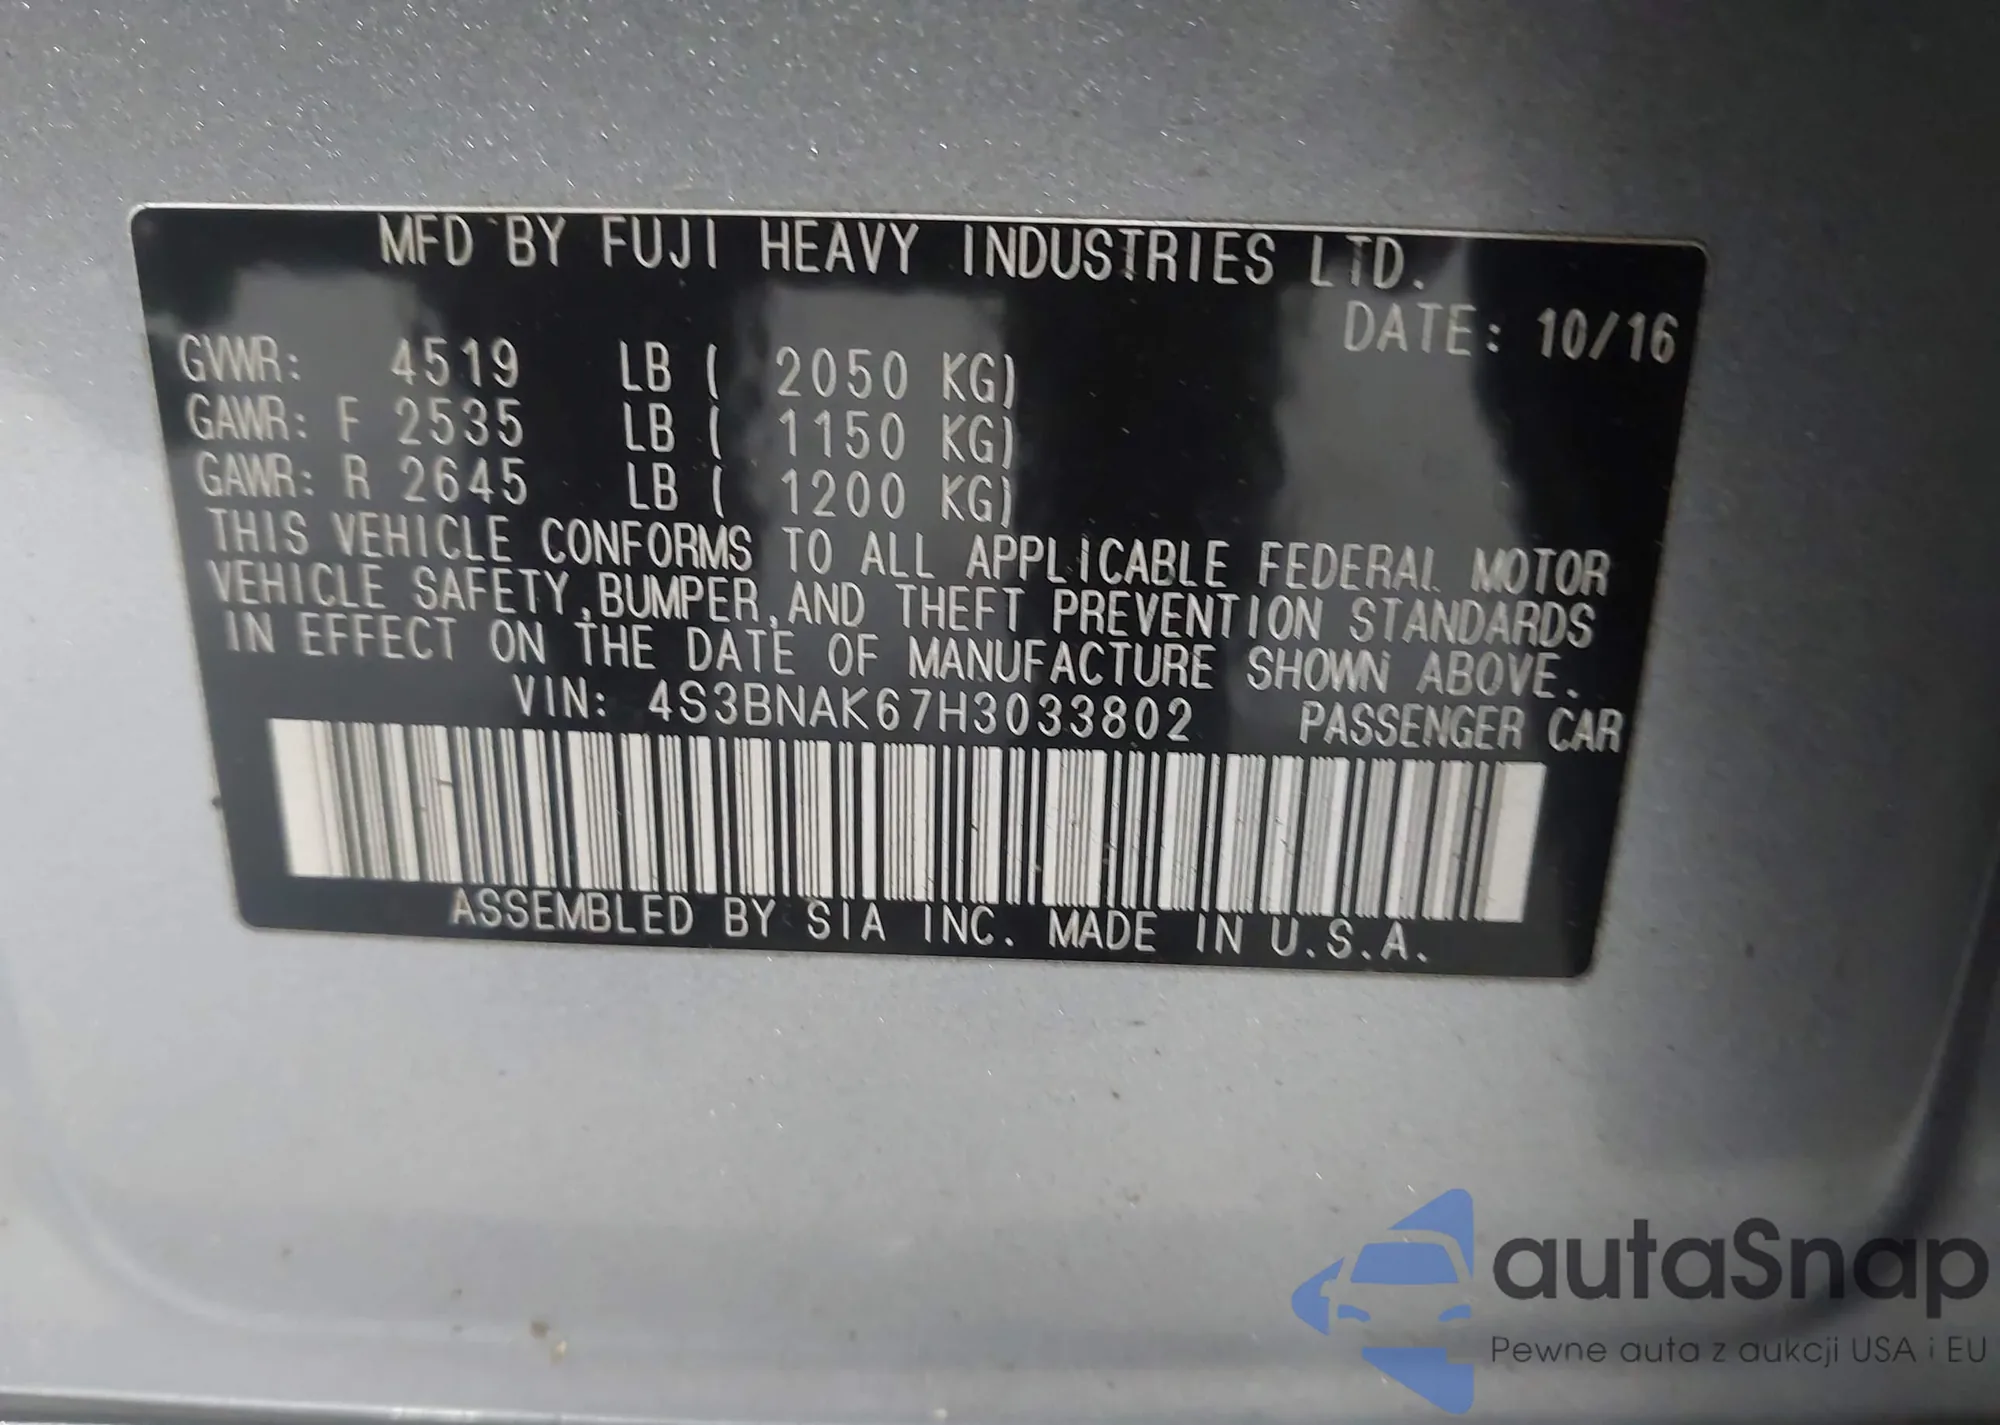 MFD BY FUJI HEAVY INDUSTRIES LTD.
DATE: 10/16
GVWR: 4519 LB ( 2050 KG)
GAWR: F 2535 LB ( 1150 KG)
GAWR: R 2645 LB ( 1200 KG)
THIS VEHICLE CONFORMS TO ALL APPLICABLE FEDERAL MOTOR
VEHICLE SAFETY,BUMPER,AND THEFT PREVENTION STANDARDS
IN EFFECT ON THE DATE OF MANUFACTURE SHOWN ABOVE.
VIN: 4S3BNAK67H3033802 PASSENGER CAR
ASSEMBLED BY SIA INC. MADE IN U.S.A.
autaSnap
Pewne auta z aukcji USA i EU